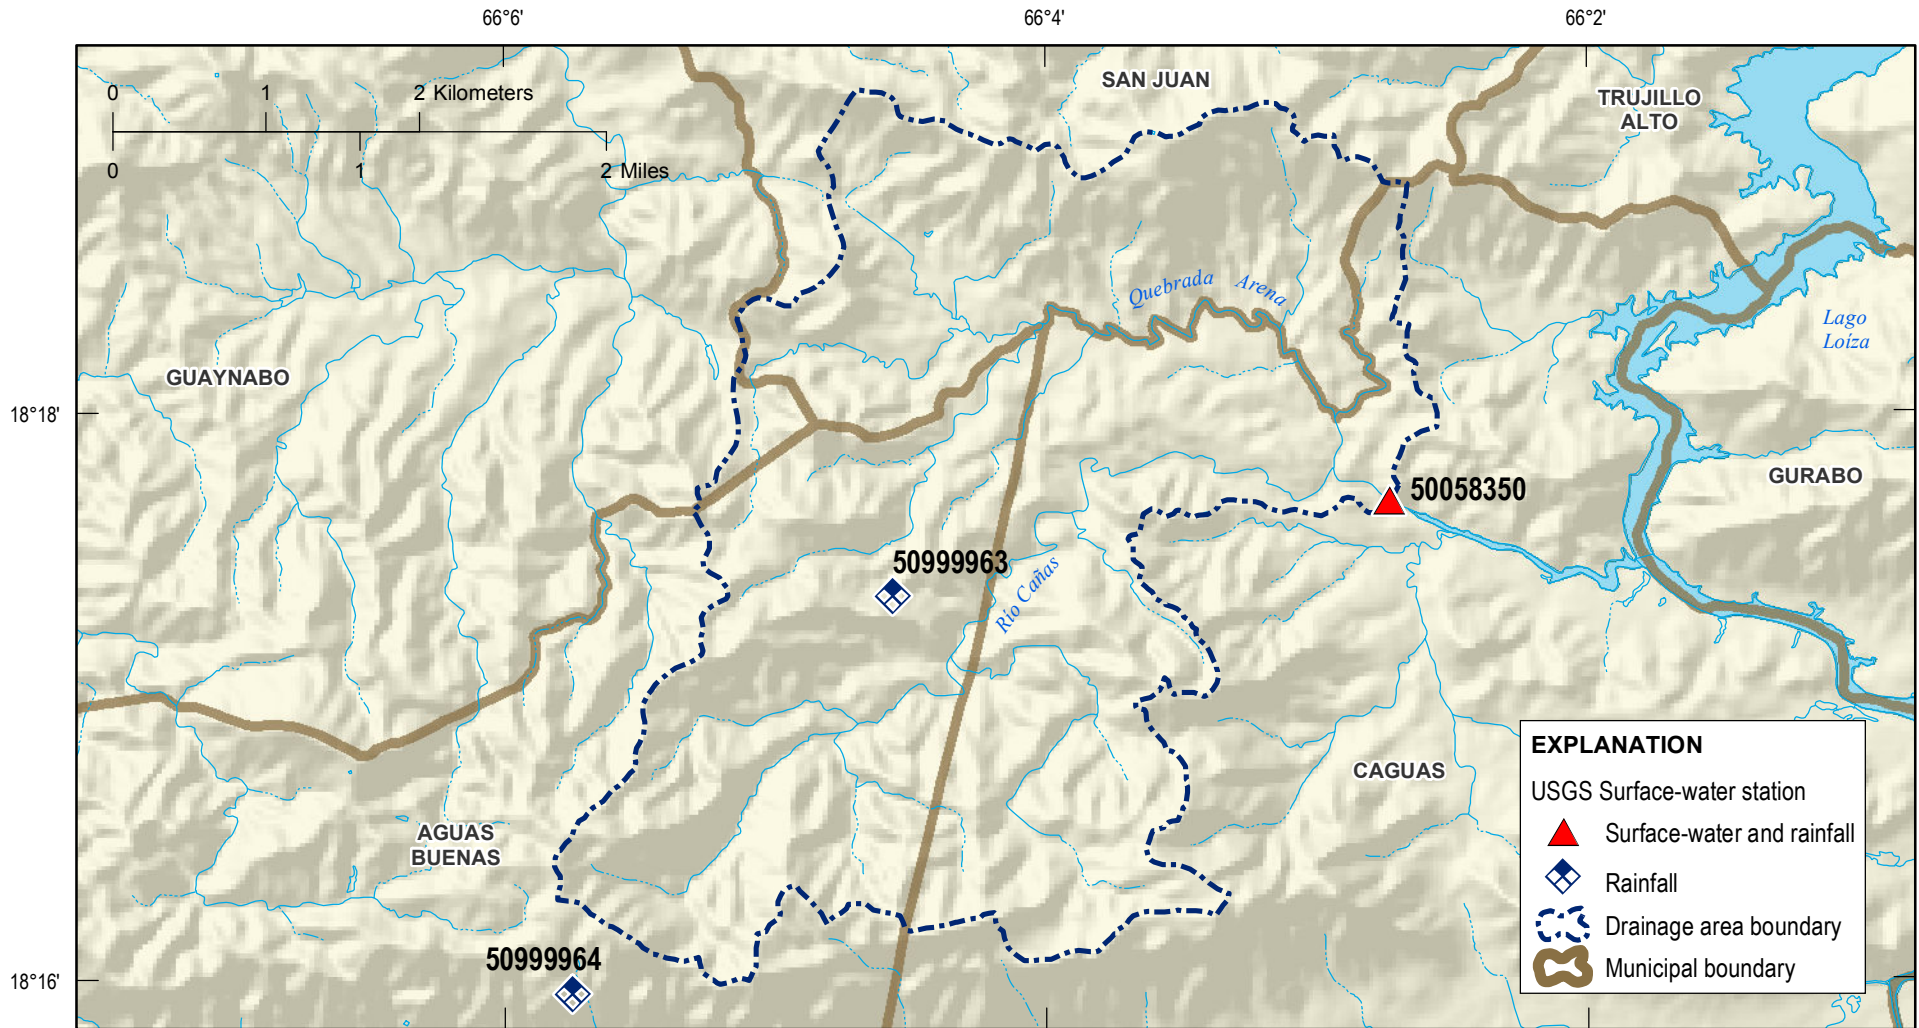 66°6'
66°4'
66°2'
SAN JUAN
TRUJILLO
ALTO
0
1
2 Kilometers
0
1
2 Miles
Quebrada Arena
Lago
Loíza
GUAYNABO
18°18'
GURABO
50058350
50999963
Río Cañas
EXPLANATION
USGS Surface-water station
Surface-water and rainfall
Rainfall
Drainage area boundary
Municipal boundary
CAGUAS
AGUAS
BUENAS
50999964
18°16'